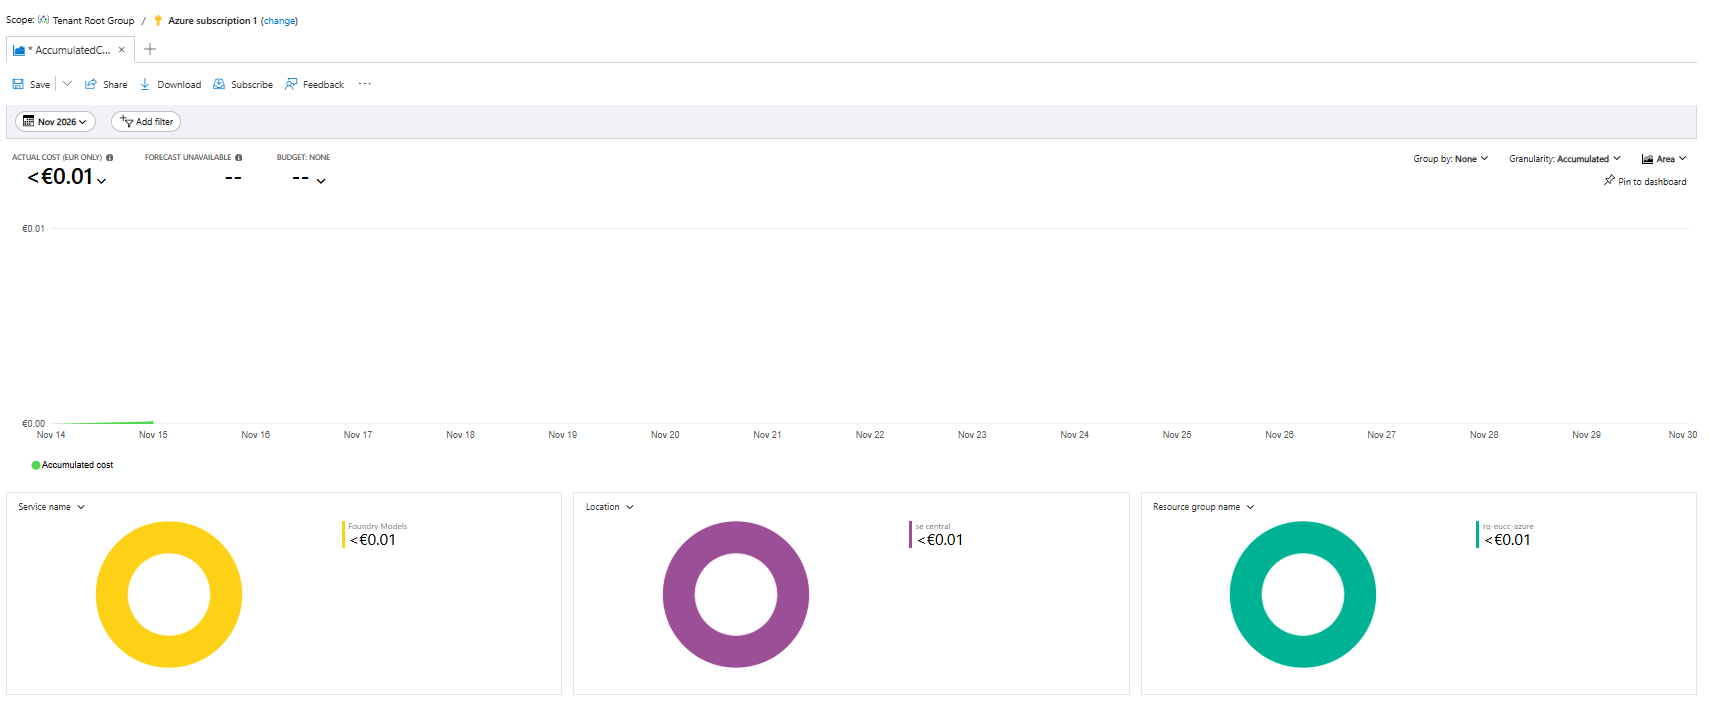 Scope: Tenant Root Group / Azure subscription 1 (change)
* AccumulatedC... × +
Save Share Download Subscribe Feedback ...
Nov 2026 Add filter
ACTUAL COST (EUR ONLY) FORECAST UNAVAILABLE BUDGET: NONE
<€0.01 -- --
Group by: None Granularity: Accumulated Area
Pin to dashboard
€0.01
€0.00
Nov 14 Nov 15 Nov 16 Nov 17 Nov 18 Nov 19 Nov 20 Nov 21 Nov 22 Nov 23 Nov 24 Nov 25 Nov 26 Nov 27 Nov 28 Nov 29 Nov 30
Accumulated cost
Service name
Foundry Models
<€0.01
Location
se central
<€0.01
Resource group name
rg-eucc-azure
<€0.01